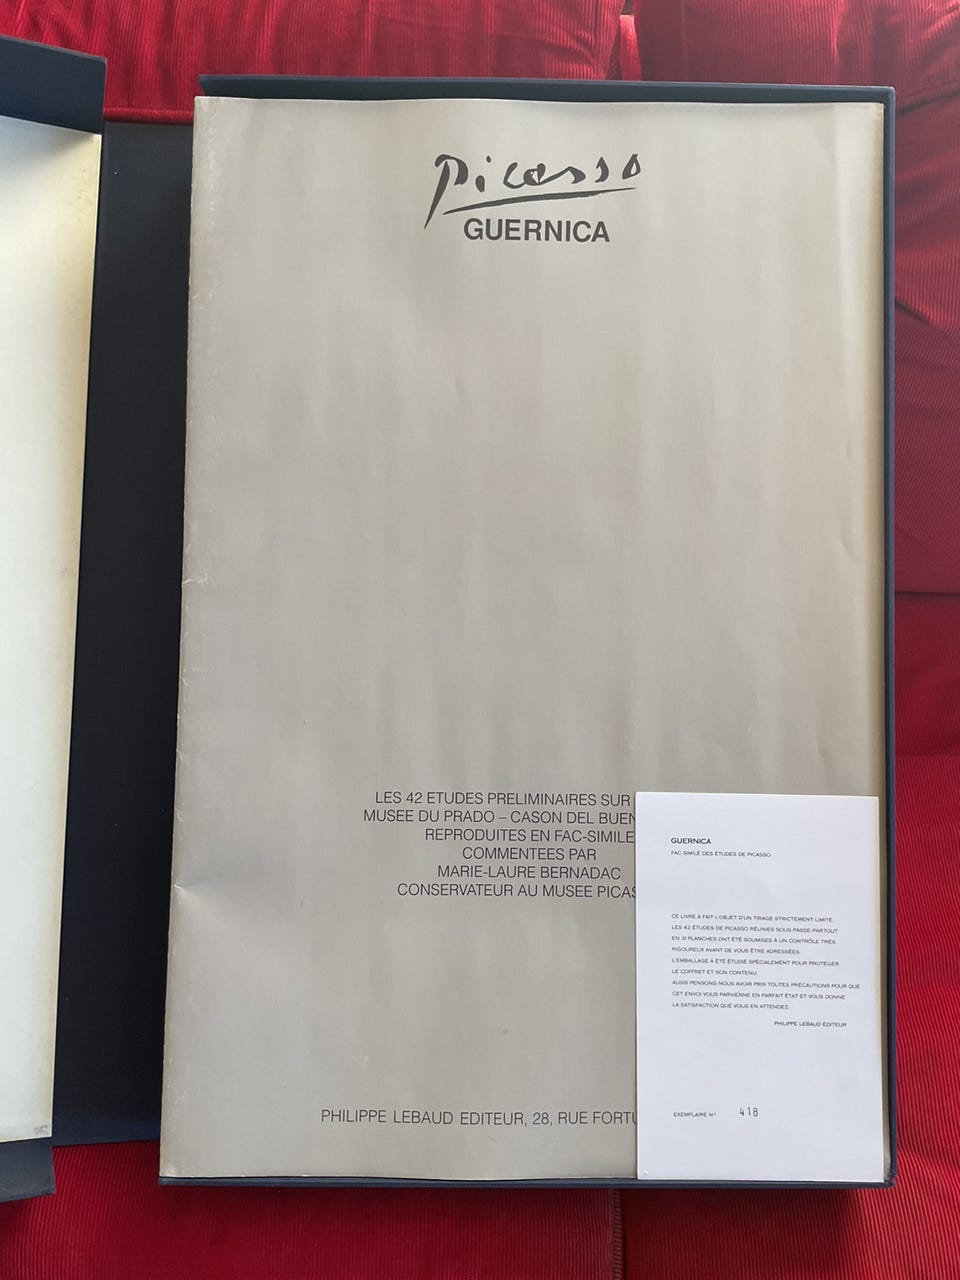 Picasso
GUERNICA
LES 42 ETUDES PRELIMINAIRES SUR
MUSEE DU PRADO – CASON DEL BUEN
REPRODUITES EN FAC-SIMILE
COMMENTEES PAR
MARIE-LAURE BERNADAC
CONSERVATEUR AU MUSEE PICAS
PHILIPPE LEBAUD EDITEUR, 28, RUE FORTU
GUERNICA
FAC-SIMILÉ DES ÉTUDES DE PICASSO
CE LIVRE A FAIT L'OBJET D'UN TIRAGE STRICTEMENT LIMITÉ.
LES 42 ÉTUDES DE PICASSO RÉUNIES SOUS PASSE-PARTOUT
EN 31 PLANCHES ONT ÉTÉ SOUMISES À UN CONTRÔLE TRÈS
RIGOUREUX AVANT DE VOUS ÊTRE ADRESSÉES.
L'EMBALLAGE A ÉTÉ ÉTUDIÉ SPÉCIALEMENT POUR PROTÉGER
LE COFFRET ET SON CONTENU.
AUSSI PENSONS-NOUS AVOIR PRIS TOUTES PRÉCAUTIONS POUR QUE
CET ENVOI VOUS PARVIENNE EN PARFAIT ÉTAT ET VOUS DONNE
LA SATISFACTION QUE VOUS EN ATTENDEZ.
PHILIPPE LEBAUD ÉDITEUR
EXEMPLAIRE N° 418